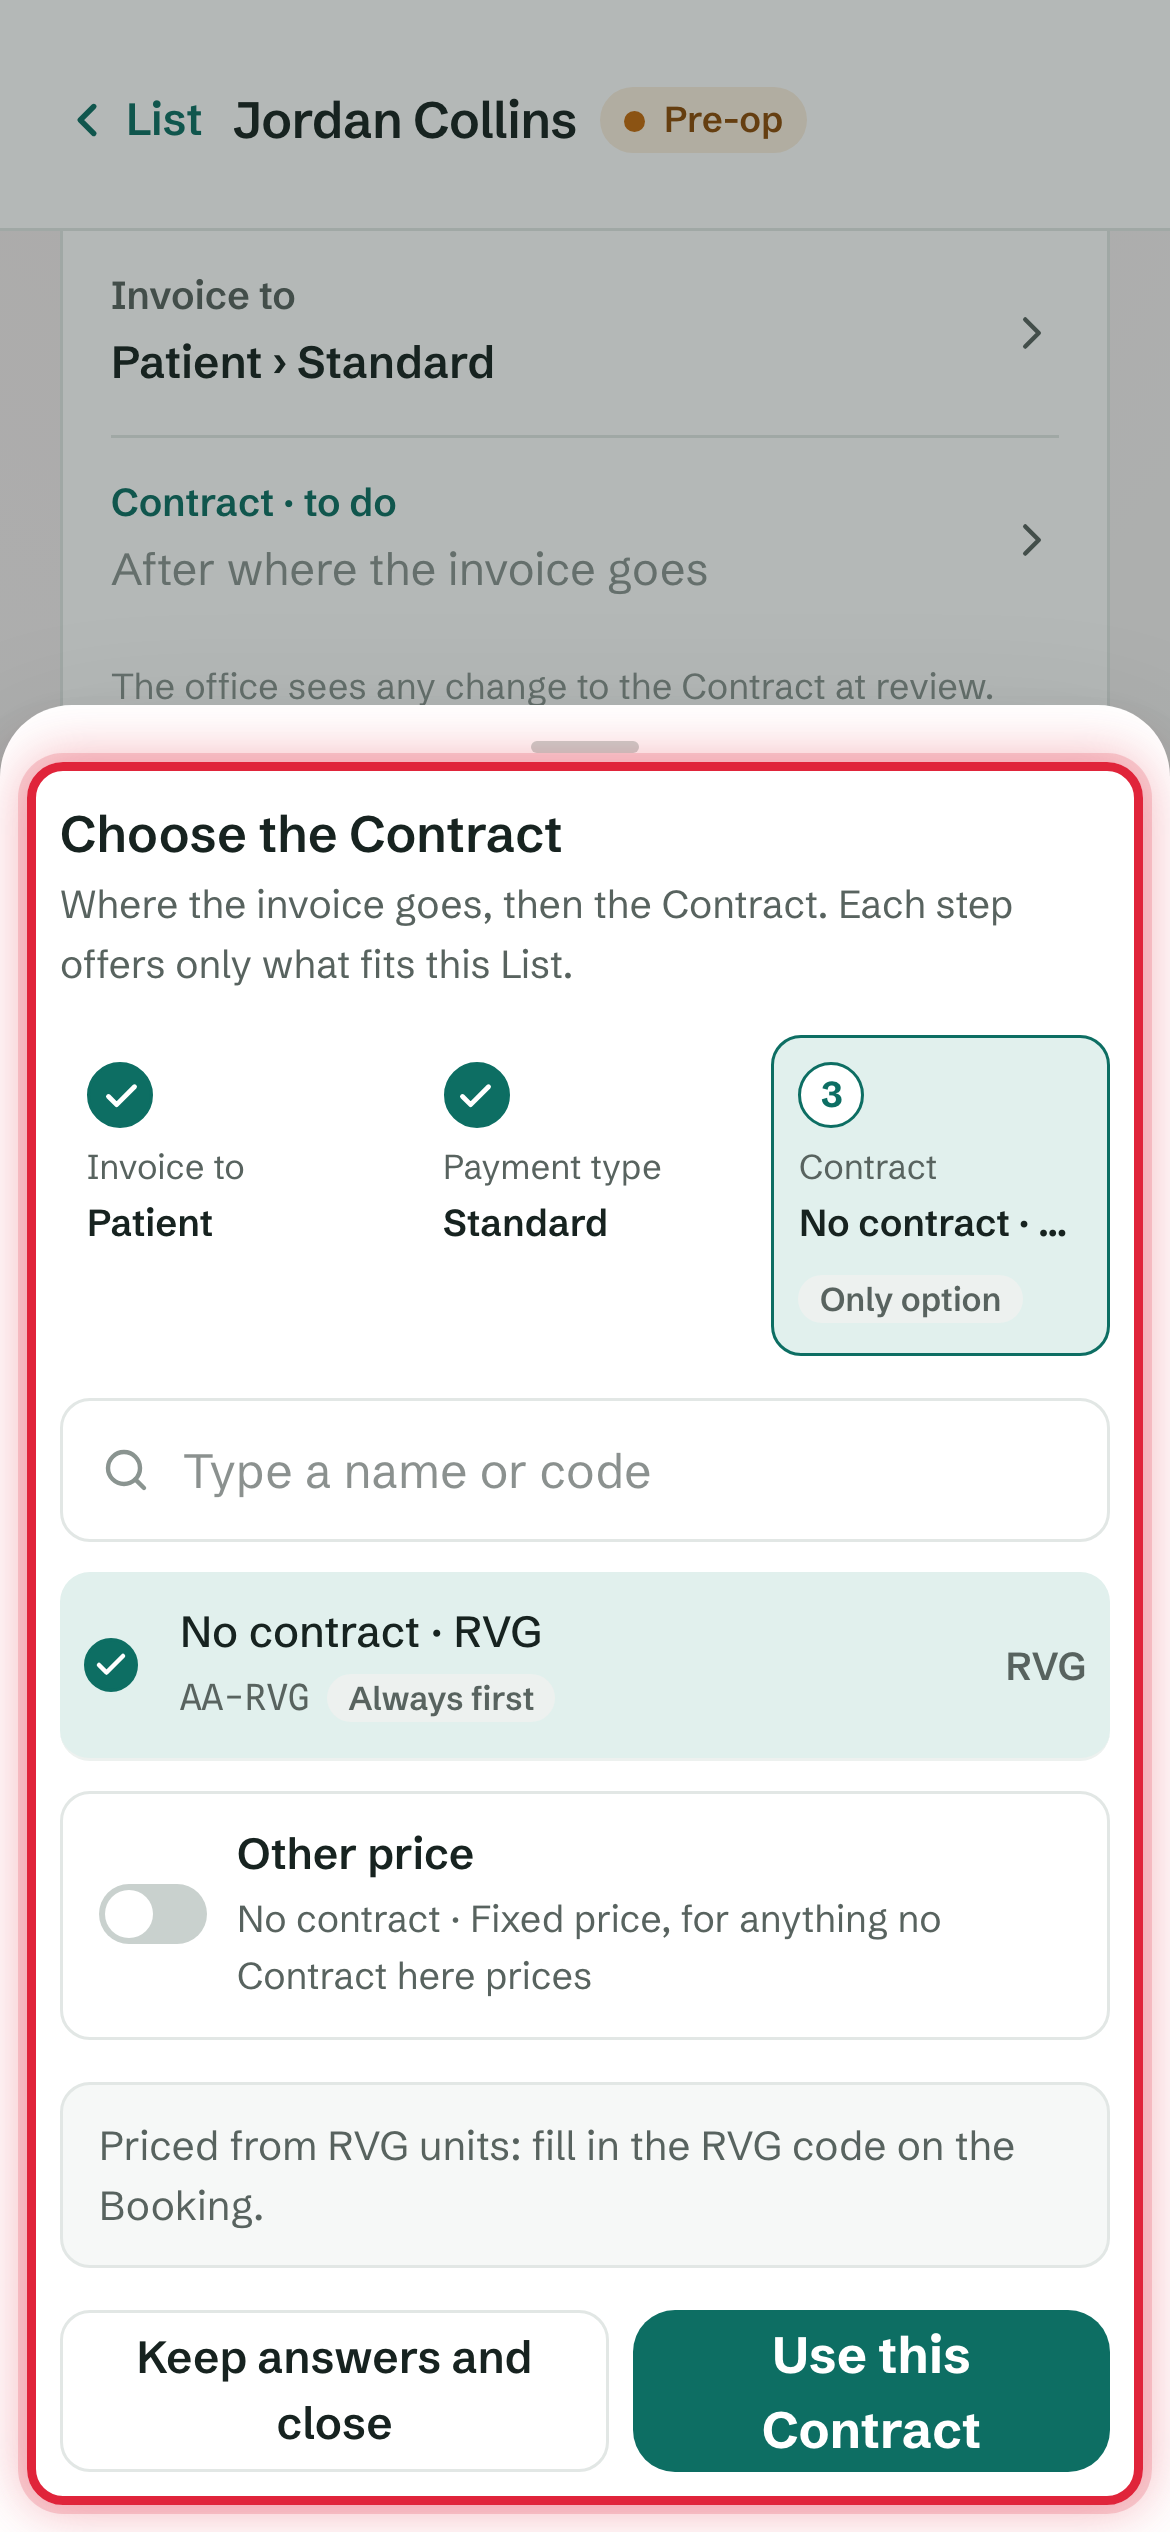 List Jordan Collins Pre-op
Invoice to
Patient › Standard
Contract · to do
After where the invoice goes
The office sees any change to the Contract at review.
Choose the Contract
Where the invoice goes, then the Contract. Each step
offers only what fits this List.
Invoice to
Patient
Payment type
Standard
3
Contract
No contract · ...
Only option
Type a name or code
No contract · RVG
AA-RVG Always first
RVG
Other price
No contract · Fixed price, for anything no
Contract here prices
Priced from RVG units: fill in the RVG code on the
Booking.
Keep answers and
close
Use this
Contract